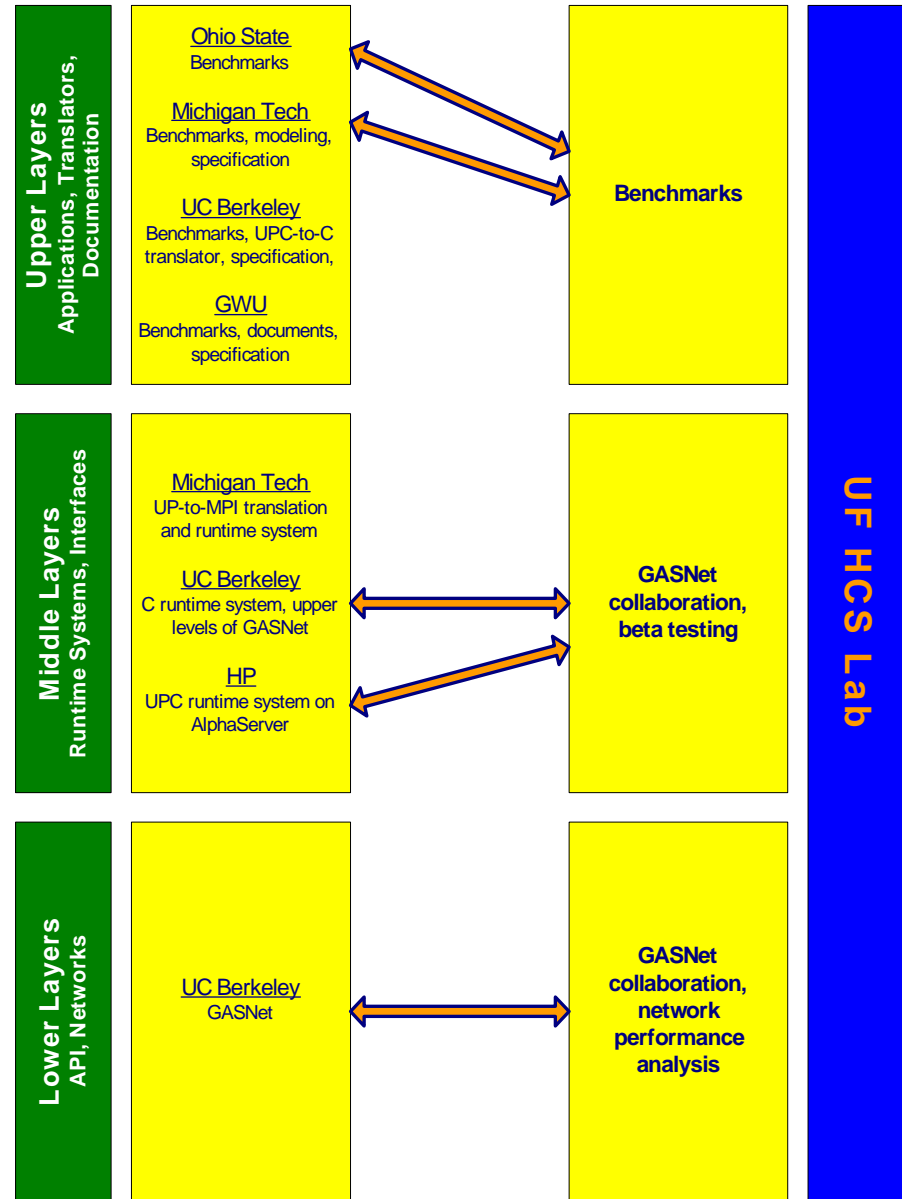 Upper Layers
Applications, Translators,
Documentation
Ohio State
Benchmarks
Michigan Tech
Benchmarks, modeling,
specification
UC Berkeley
Benchmarks, UPC-to-C
translator, specification,
GWU
Benchmarks, documents,
specification
Benchmarks
Middle Layers
Runtime Systems, Interfaces
Michigan Tech
UP-to-MPI translation
and runtime system
UC Berkeley
C runtime system, upper
levels of GASNet
HP
UPC runtime system on
AlphaServer
GASNet
collaboration,
beta testing
Lower Layers
API, Networks
UC Berkeley
GASNet
GASNet
collaboration,
network
performance
analysis
UF HCS Lab